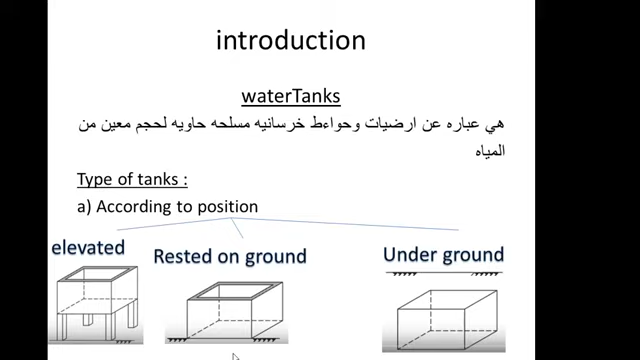 introduction
waterTanks
هي عباره عن ارضيات وحواءط خرسانيه مسلحه حاويه لحجم معين من
المياه
Type of tanks :
a) According to position
elevated
Rested on ground
Under ground